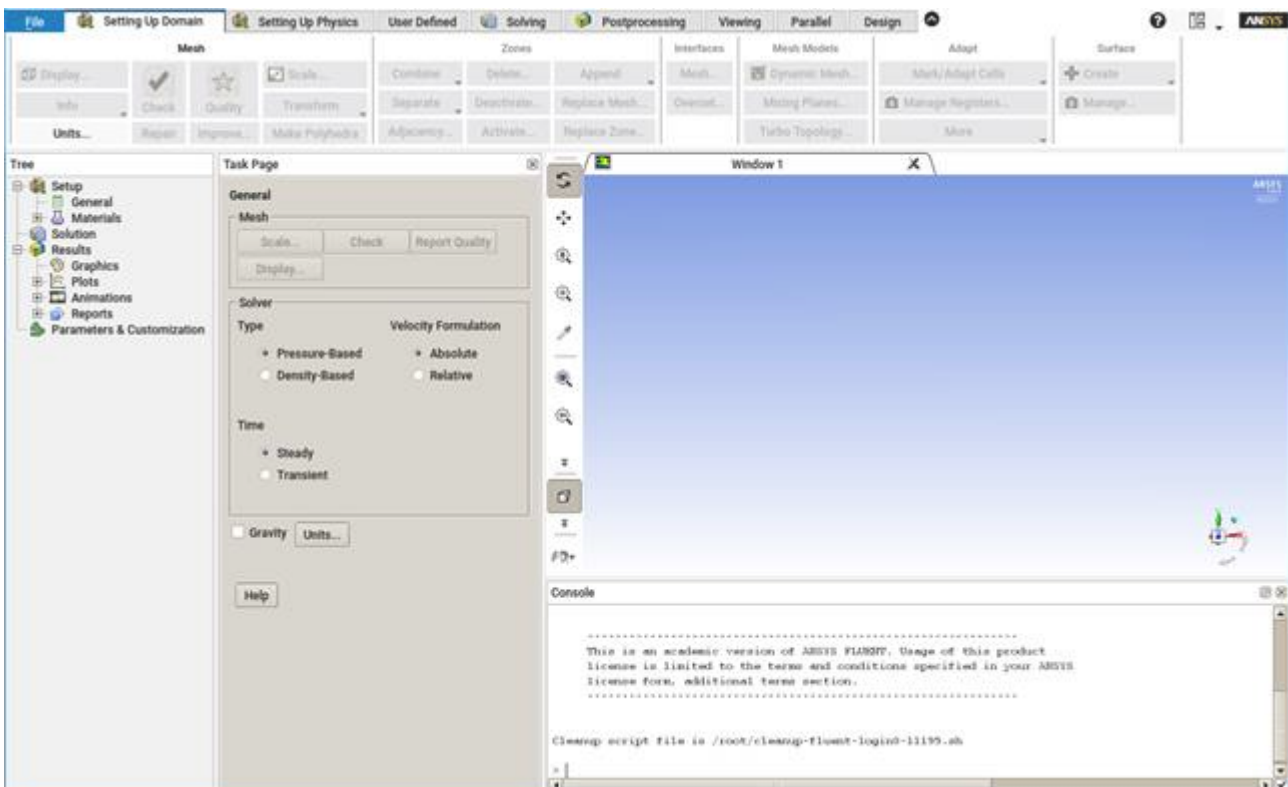 File Setting Up Domain Setting Up Physics User Defined Solving Postprocessing Viewing Parallel Design ANSYS
Mesh Zones Interfaces Mesh Models Adapt Surface
Display... Scale... Combine Delete... Append Mesh... Dynamic Mesh... Mark/Adapt Cells Create
Info Check Quality Transform Separate Deactivate... Replace Mesh... Overset... Mixing Planes... Manage Registers... Manage...
Units... Repair Improve... Make Polyhedra Adjacency... Activate... Replace Zone... Turbo Topology... More
Tree
Setup
General
Materials
Solution
Results
Graphics
Plots
Animations
Reports
Parameters & Customization
Task Page
General
Mesh
Scale... Check Report Quality
Display...
Solver
Type Velocity Formulation
Pressure-Based Absolute
Density-Based Relative
Time
Steady
Transient
Gravity Units...
Help
Window 1
ANSYS
Console
This is an academic version of ANSYS FLUENT. Usage of this product
license is limited to the terms and conditions specified in your ANSYS
license form, additional terms section.
Cleanup script file is /root/cleanup-fluent-login0-11195.sh
>